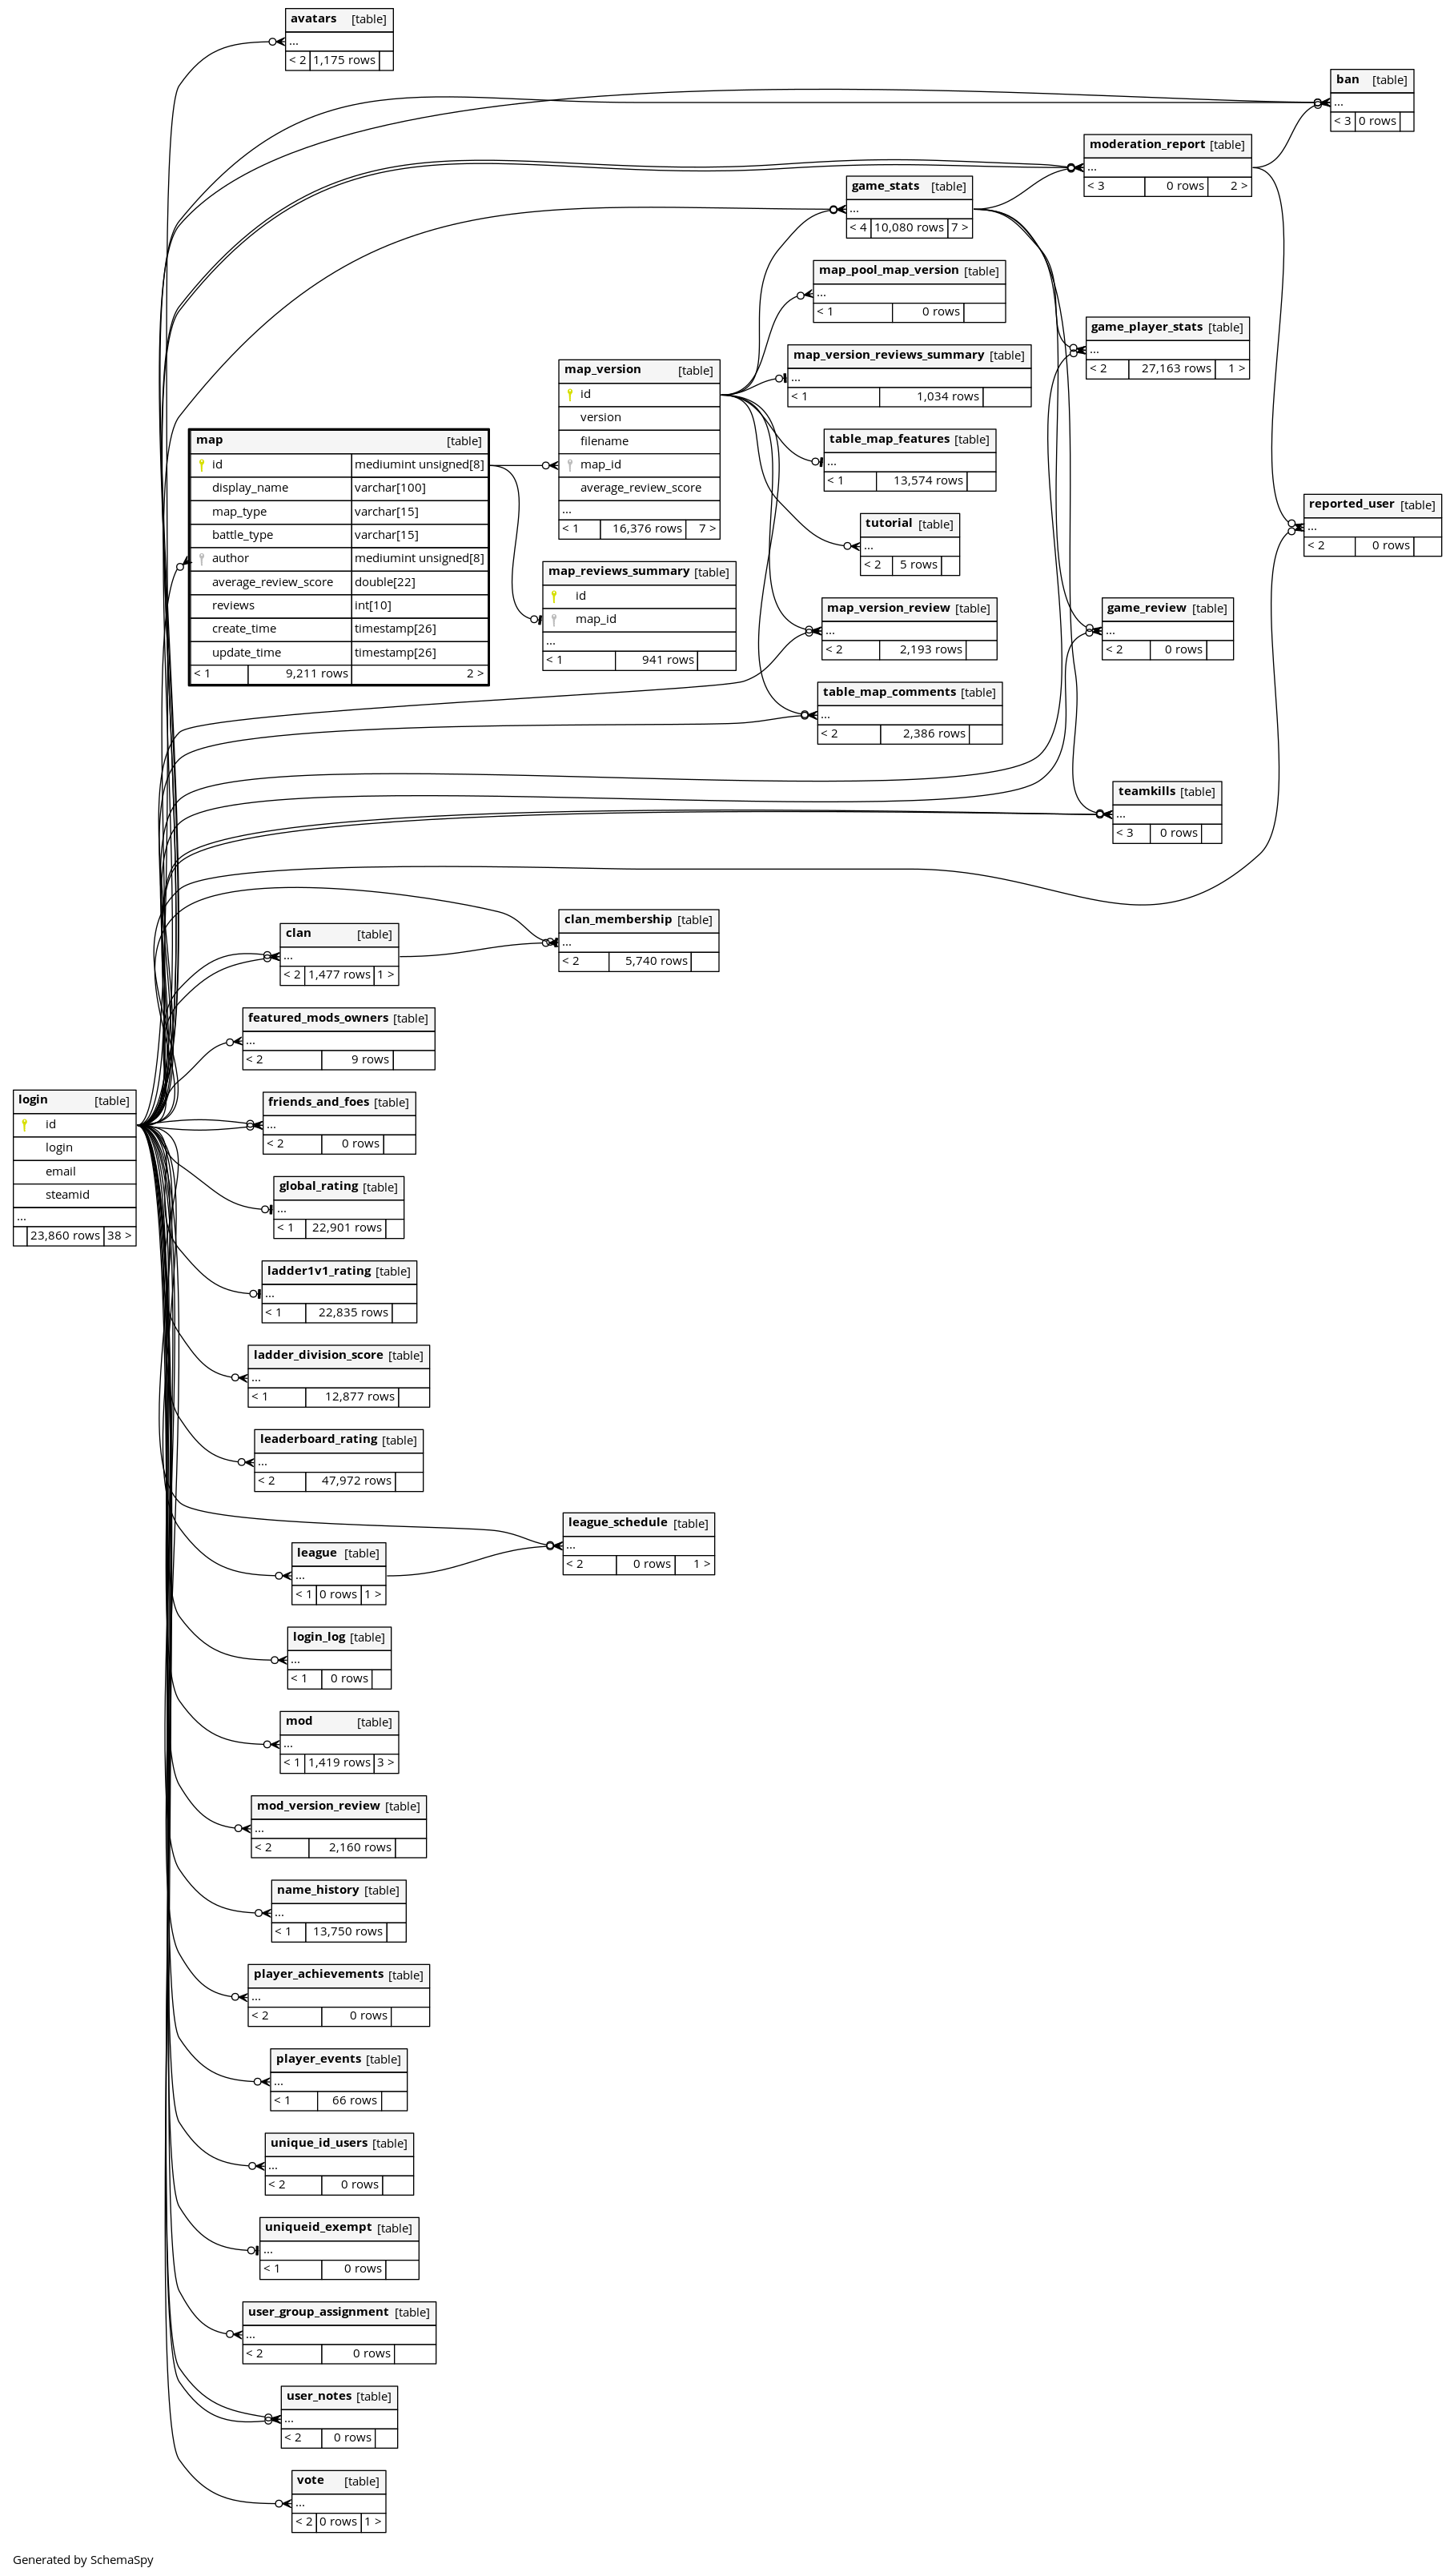 avatars [table]
...
< 2 1,175 rows
ban [table]
...
< 3 0 rows
moderation_report [table]
...
< 3 0 rows 2 >
game_stats [table]
...
< 4 10,080 rows 7 >
map_pool_map_version [table]
...
< 1 0 rows
game_player_stats [table]
...
< 2 27,163 rows 1 >
map_version_reviews_summary [table]
...
< 1 1,034 rows
map_version [table]
id
version
filename
map_id
average_review_score
...
< 1 16,376 rows 7 >
table_map_features [table]
...
< 1 13,574 rows
map [table]
id mediumint unsigned[8]
display_name varchar[100]
map_type varchar[15]
battle_type varchar[15]
author mediumint unsigned[8]
average_review_score double[22]
reviews int[10]
create_time timestamp[26]
update_time timestamp[26]
< 1 9,211 rows 2 >
reported_user [table]
...
< 2 0 rows
tutorial [table]
...
< 2 5 rows
map_reviews_summary [table]
id
map_id
...
< 1 941 rows
map_version_review [table]
...
< 2 2,193 rows
game_review [table]
...
< 2 0 rows
table_map_comments [table]
...
< 2 2,386 rows
teamkills [table]
...
< 3 0 rows
clan_membership [table]
...
< 2 5,740 rows
clan [table]
...
< 2 1,477 rows 1 >
featured_mods_owners [table]
...
< 2 9 rows
login [table]
id
login
email
steamid
...
23,860 rows 38 >
friends_and_foes [table]
...
< 2 0 rows
global_rating [table]
...
< 1 22,901 rows
ladder1v1_rating [table]
...
< 1 22,835 rows
ladder_division_score [table]
...
< 1 12,877 rows
leaderboard_rating [table]
...
< 2 47,972 rows
league_schedule [table]
...
< 2 0 rows 1 >
league [table]
...
< 1 0 rows 1 >
login_log [table]
...
< 1 0 rows
mod [table]
...
< 1 1,419 rows 3 >
mod_version_review [table]
...
< 2 2,160 rows
name_history [table]
...
< 1 13,750 rows
player_achievements [table]
...
< 2 0 rows
player_events [table]
...
< 1 66 rows
unique_id_users [table]
...
< 2 0 rows
uniqueid_exempt [table]
...
< 1 0 rows
user_group_assignment [table]
...
< 2 0 rows
user_notes [table]
...
< 2 0 rows
vote [table]
...
< 2 0 rows 1 >
Generated by SchemaSpy